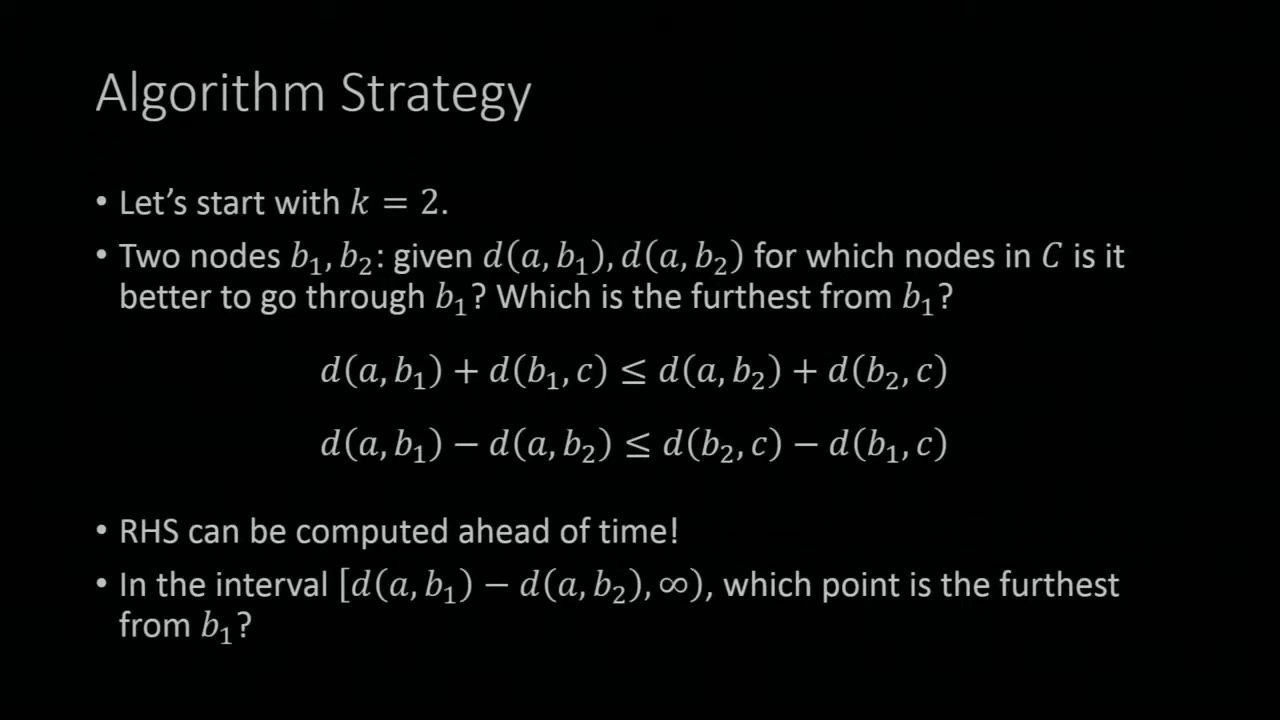 Algorithm Strategy
• Let's start with 𝑘 = 2.
• Two nodes 𝑏₁, 𝑏₂: given 𝑑(𝑎, 𝑏₁), 𝑑(𝑎, 𝑏₂) for which nodes in 𝐶 is it
better to go through 𝑏₁? Which is the furthest from 𝑏₁?
𝑑(𝑎, 𝑏₁) + 𝑑(𝑏₁, 𝑐) ≤ 𝑑(𝑎, 𝑏₂) + 𝑑(𝑏₂, 𝑐)
𝑑(𝑎, 𝑏₁) − 𝑑(𝑎, 𝑏₂) ≤ 𝑑(𝑏₂, 𝑐) − 𝑑(𝑏₁, 𝑐)
• RHS can be computed ahead of time!
• In the interval [𝑑(𝑎, 𝑏₁) − 𝑑(𝑎, 𝑏₂), ∞), which point is the furthest
from 𝑏₁?